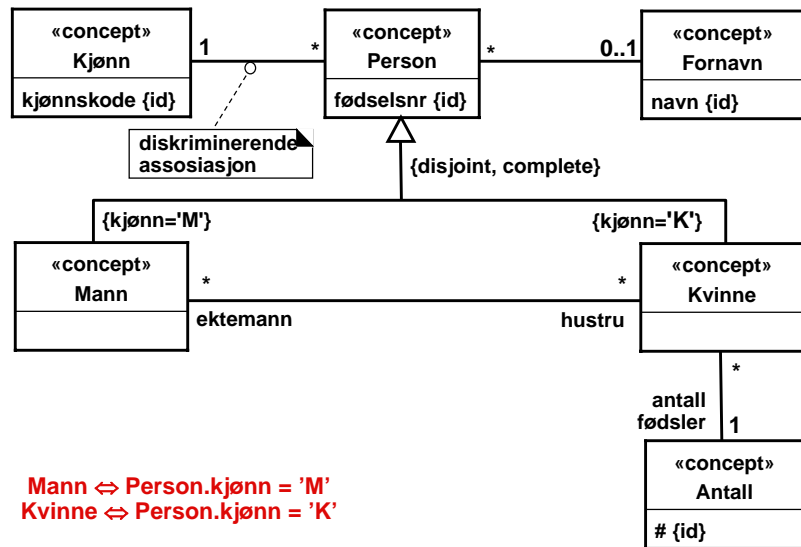 «concept»
Kjønn
kjønnskode {id}
1
*
«concept»
Person
fødselsnr {id}
*
0..1
«concept»
Fornavn
navn {id}
diskriminerende
assosiasjon
{disjoint, complete}
{kjønn='M'}
{kjønn='K'}
«concept»
Mann
*
ektemann
*
hustru
«concept»
Kvinne
*
antall
fødsler
1
«concept»
Antall
# {id}
Mann ⇔ Person.kjønn = ’M’
Kvinne ⇔ Person.kjønn = ’K’